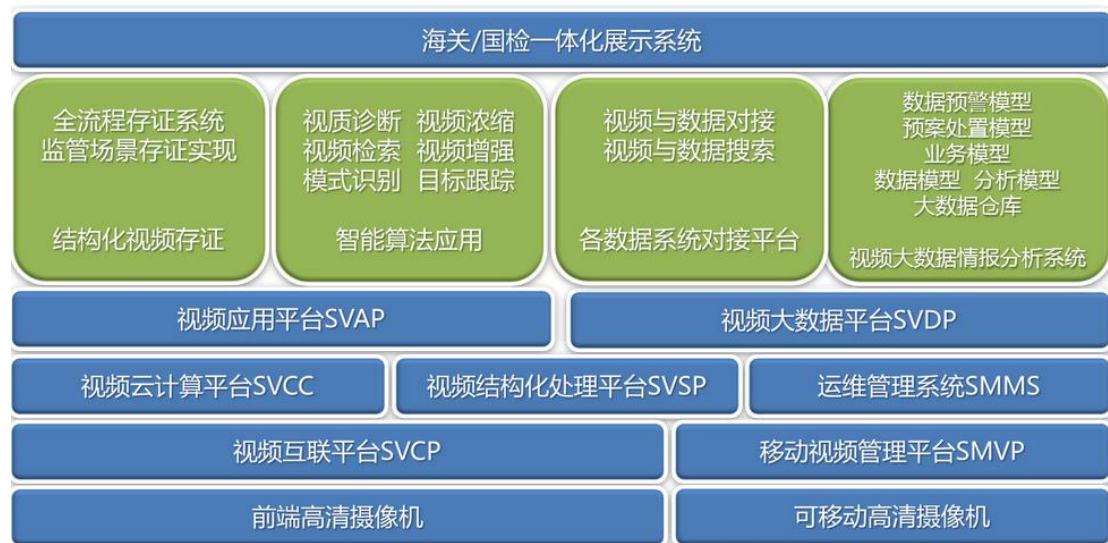 海关/国检一体化展示系统
全流程存证系统
监管场景存证实现
结构化视频存证
视质诊断 视频浓缩
视频检索 视频增强
模式识别 目标跟踪
智能算法应用
视频与数据对接
视频与数据搜索
各数据系统对接平台
数据预警模型
预案处置模型
业务模型
数据模型 分析模型
大数据仓库
视频大数据情报分析系统
视频应用平台SVAP
视频大数据平台SVDP
视频云计算平台SVCC
视频结构化处理平台SVSP
运维管理系统SMMS
视频互联平台SVCP
移动视频管理平台SMVP
前端高清摄像机
可移动高清摄像机